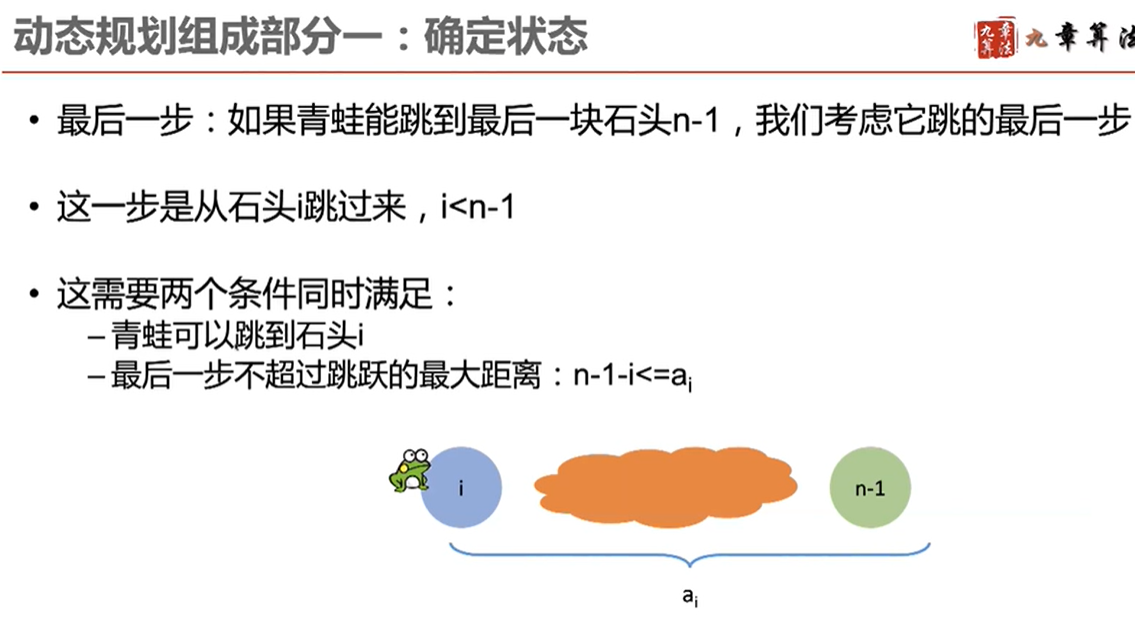 动态规划组成部分一：确定状态
九章算法
九章算法
• 最后一步：如果青蛙能跳到最后一块石头n-1，我们考虑它跳的最后一步
• 这一步是从石头i跳过来，i<n-1
• 这需要两个条件同时满足：
– 青蛙可以跳到石头i
– 最后一步不超过跳跃的最大距离：n-1-i<=ai
i
n-1
ai